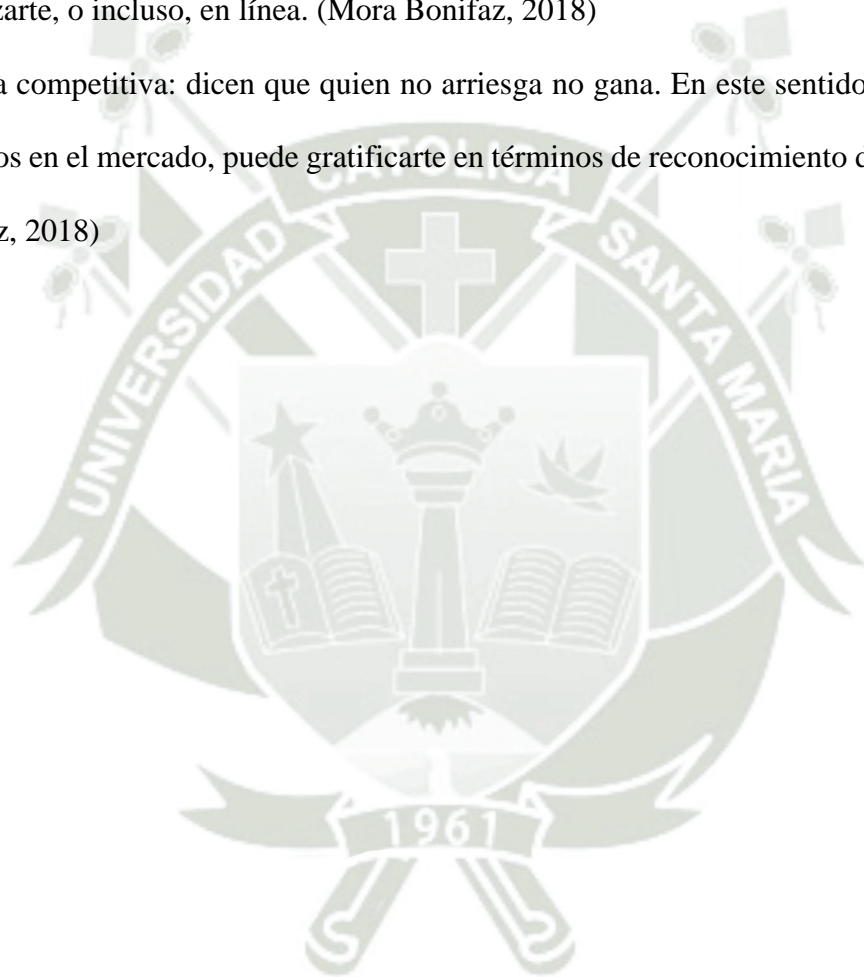 zarte, o incluso, en línea. (Mora Bonifaz, 2018)
a competitiva: dicen que quien no arriesga no gana. En este sentido
os en el mercado, puede gratificarte en términos de reconocimiento d
z, 2018)
UNIVERSIDAD CATOLICA SANTA MARIA
1961